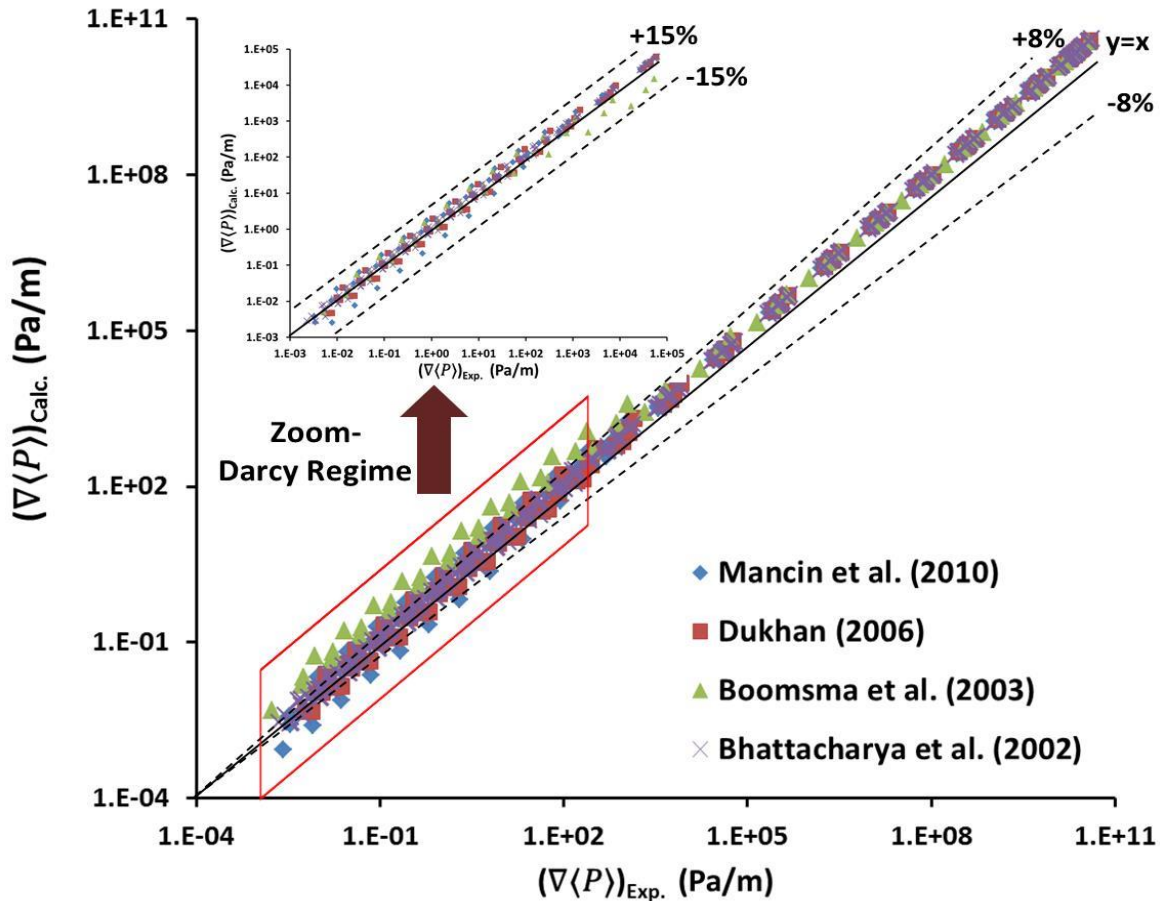 1.E+11
1.E+08
1.E+05
1.E+02
1.E-01
1.E-04
(∇⟨P⟩)Calc. (Pa/m)
1.E+05
1.E+04
1.E+03
1.E+02
1.E+01
1.E+00
1.E-01
1.E-02
1.E-03
(∇⟨P⟩)Calc. (Pa/m)
+15%
-15%
1.E-03 1.E-02 1.E-01 1.E+00 1.E+01 1.E+02 1.E+03 1.E+04 1.E+05
(∇⟨P⟩)Exp. (Pa/m)
+8%
y=x
-8%
Zoom-
Darcy Regime
Mancin et al. (2010)
Dukhan (2006)
Boomsma et al. (2003)
Bhattacharya et al. (2002)
1.E-04 1.E-01 1.E+02 1.E+05 1.E+08 1.E+11
(∇⟨P⟩)Exp. (Pa/m)